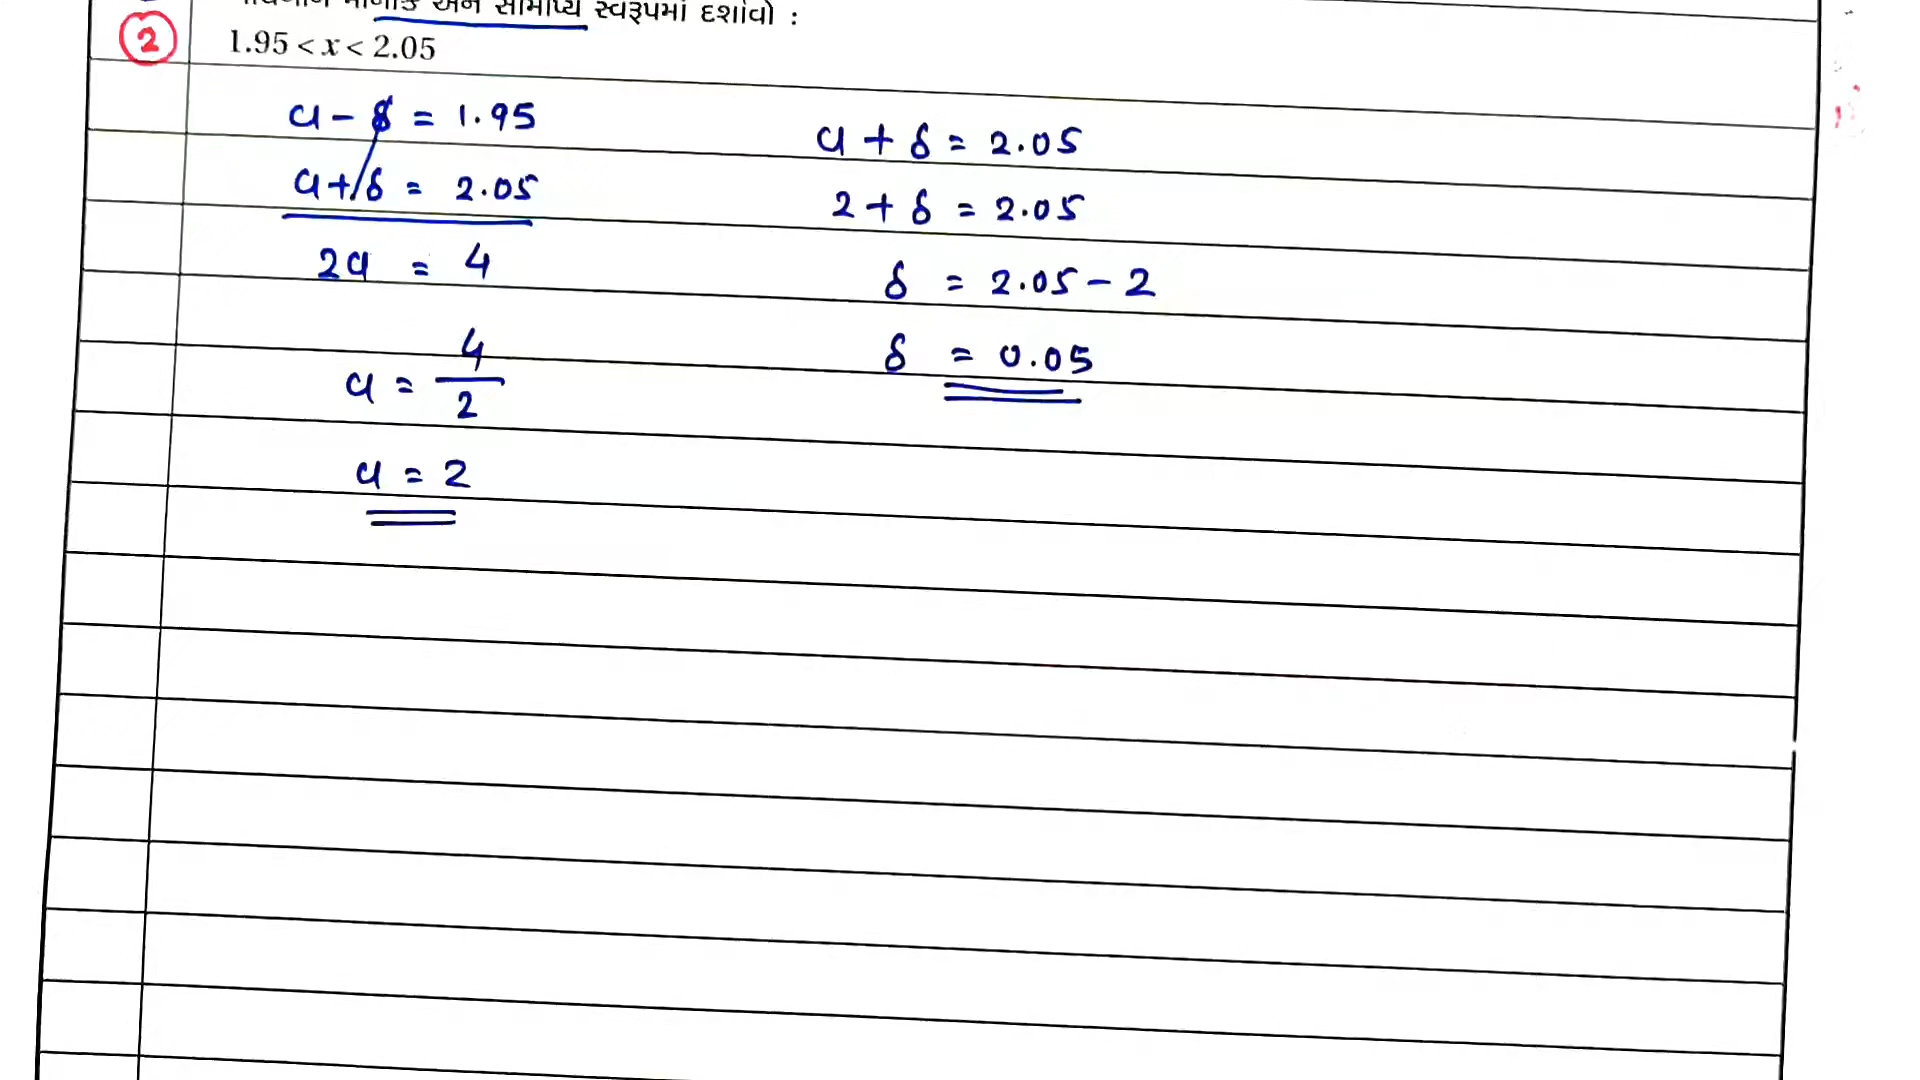 અને સામીપ્ય સ્વરૂપમાં દર્શાવો :
2 1.95 < x < 2.05
a - δ = 1.95
a + δ = 2.05
2a = 4
a = 4/2
a = 2
a + δ = 2.05
2 + δ = 2.05
δ = 2.05 - 2
δ = 0.05